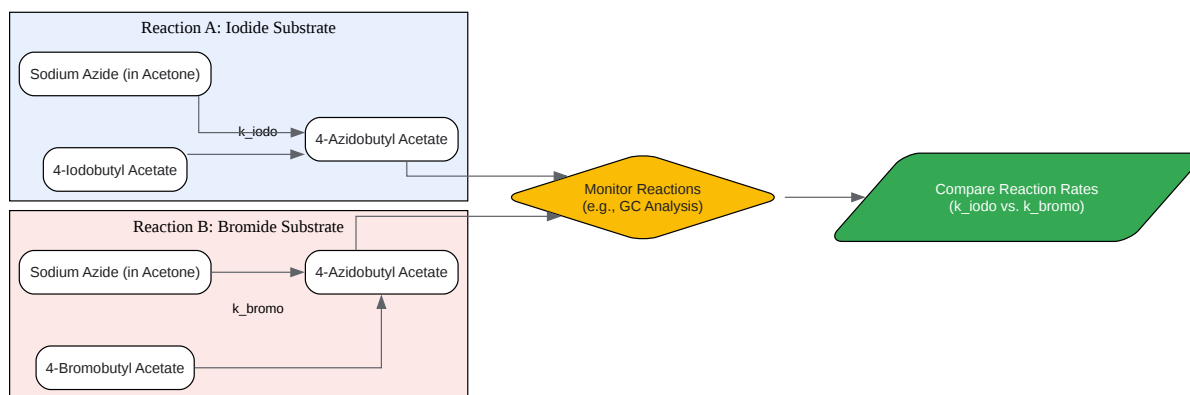 Reaction A: Iodide Substrate
Sodium Azide (in Acetone)
k_iodo
4-Azidobutyl Acetate
4-Iodobutyl Acetate
Reaction B: Bromide Substrate
Sodium Azide (in Acetone)
4-Azidobutyl Acetate
k_bromo
4-Bromobutyl Acetate
Monitor Reactions
(e.g., GC Analysis)
Compare Reaction Rates
(k_iodo vs. k_bromo)